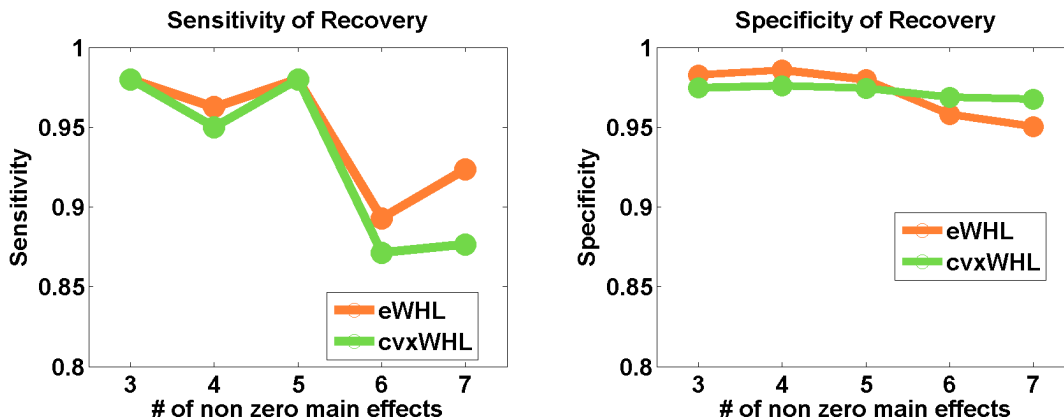 Sensitivity of Recovery
1
0.95
0.9
0.85
0.8
Sensitivity
eWHL
cvxWHL
3 4 5 6 7
# of non zero main effects
Specificity of Recovery
1
0.95
0.9
0.85
0.8
Specificity
eWHL
cvxWHL
3 4 5 6 7
# of non zero main effects